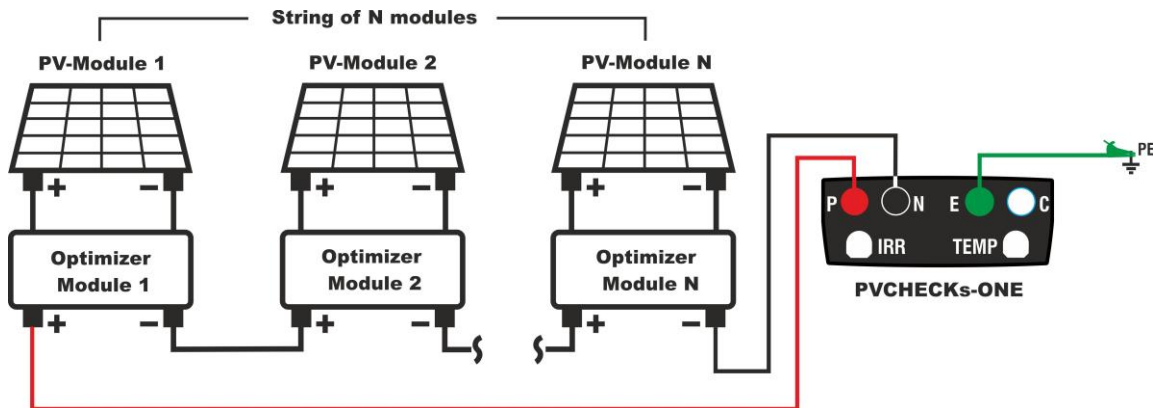 String of N modules
PV-Module 1
PV-Module 2
PV-Module N
+
−
+
−
+
−
PE
P
N
E
C
Optimizer
Module 1
Optimizer
Module 2
Optimizer
Module N
IRR
TEMP
PVCHECKs-ONE
+
−
+
−
+
−